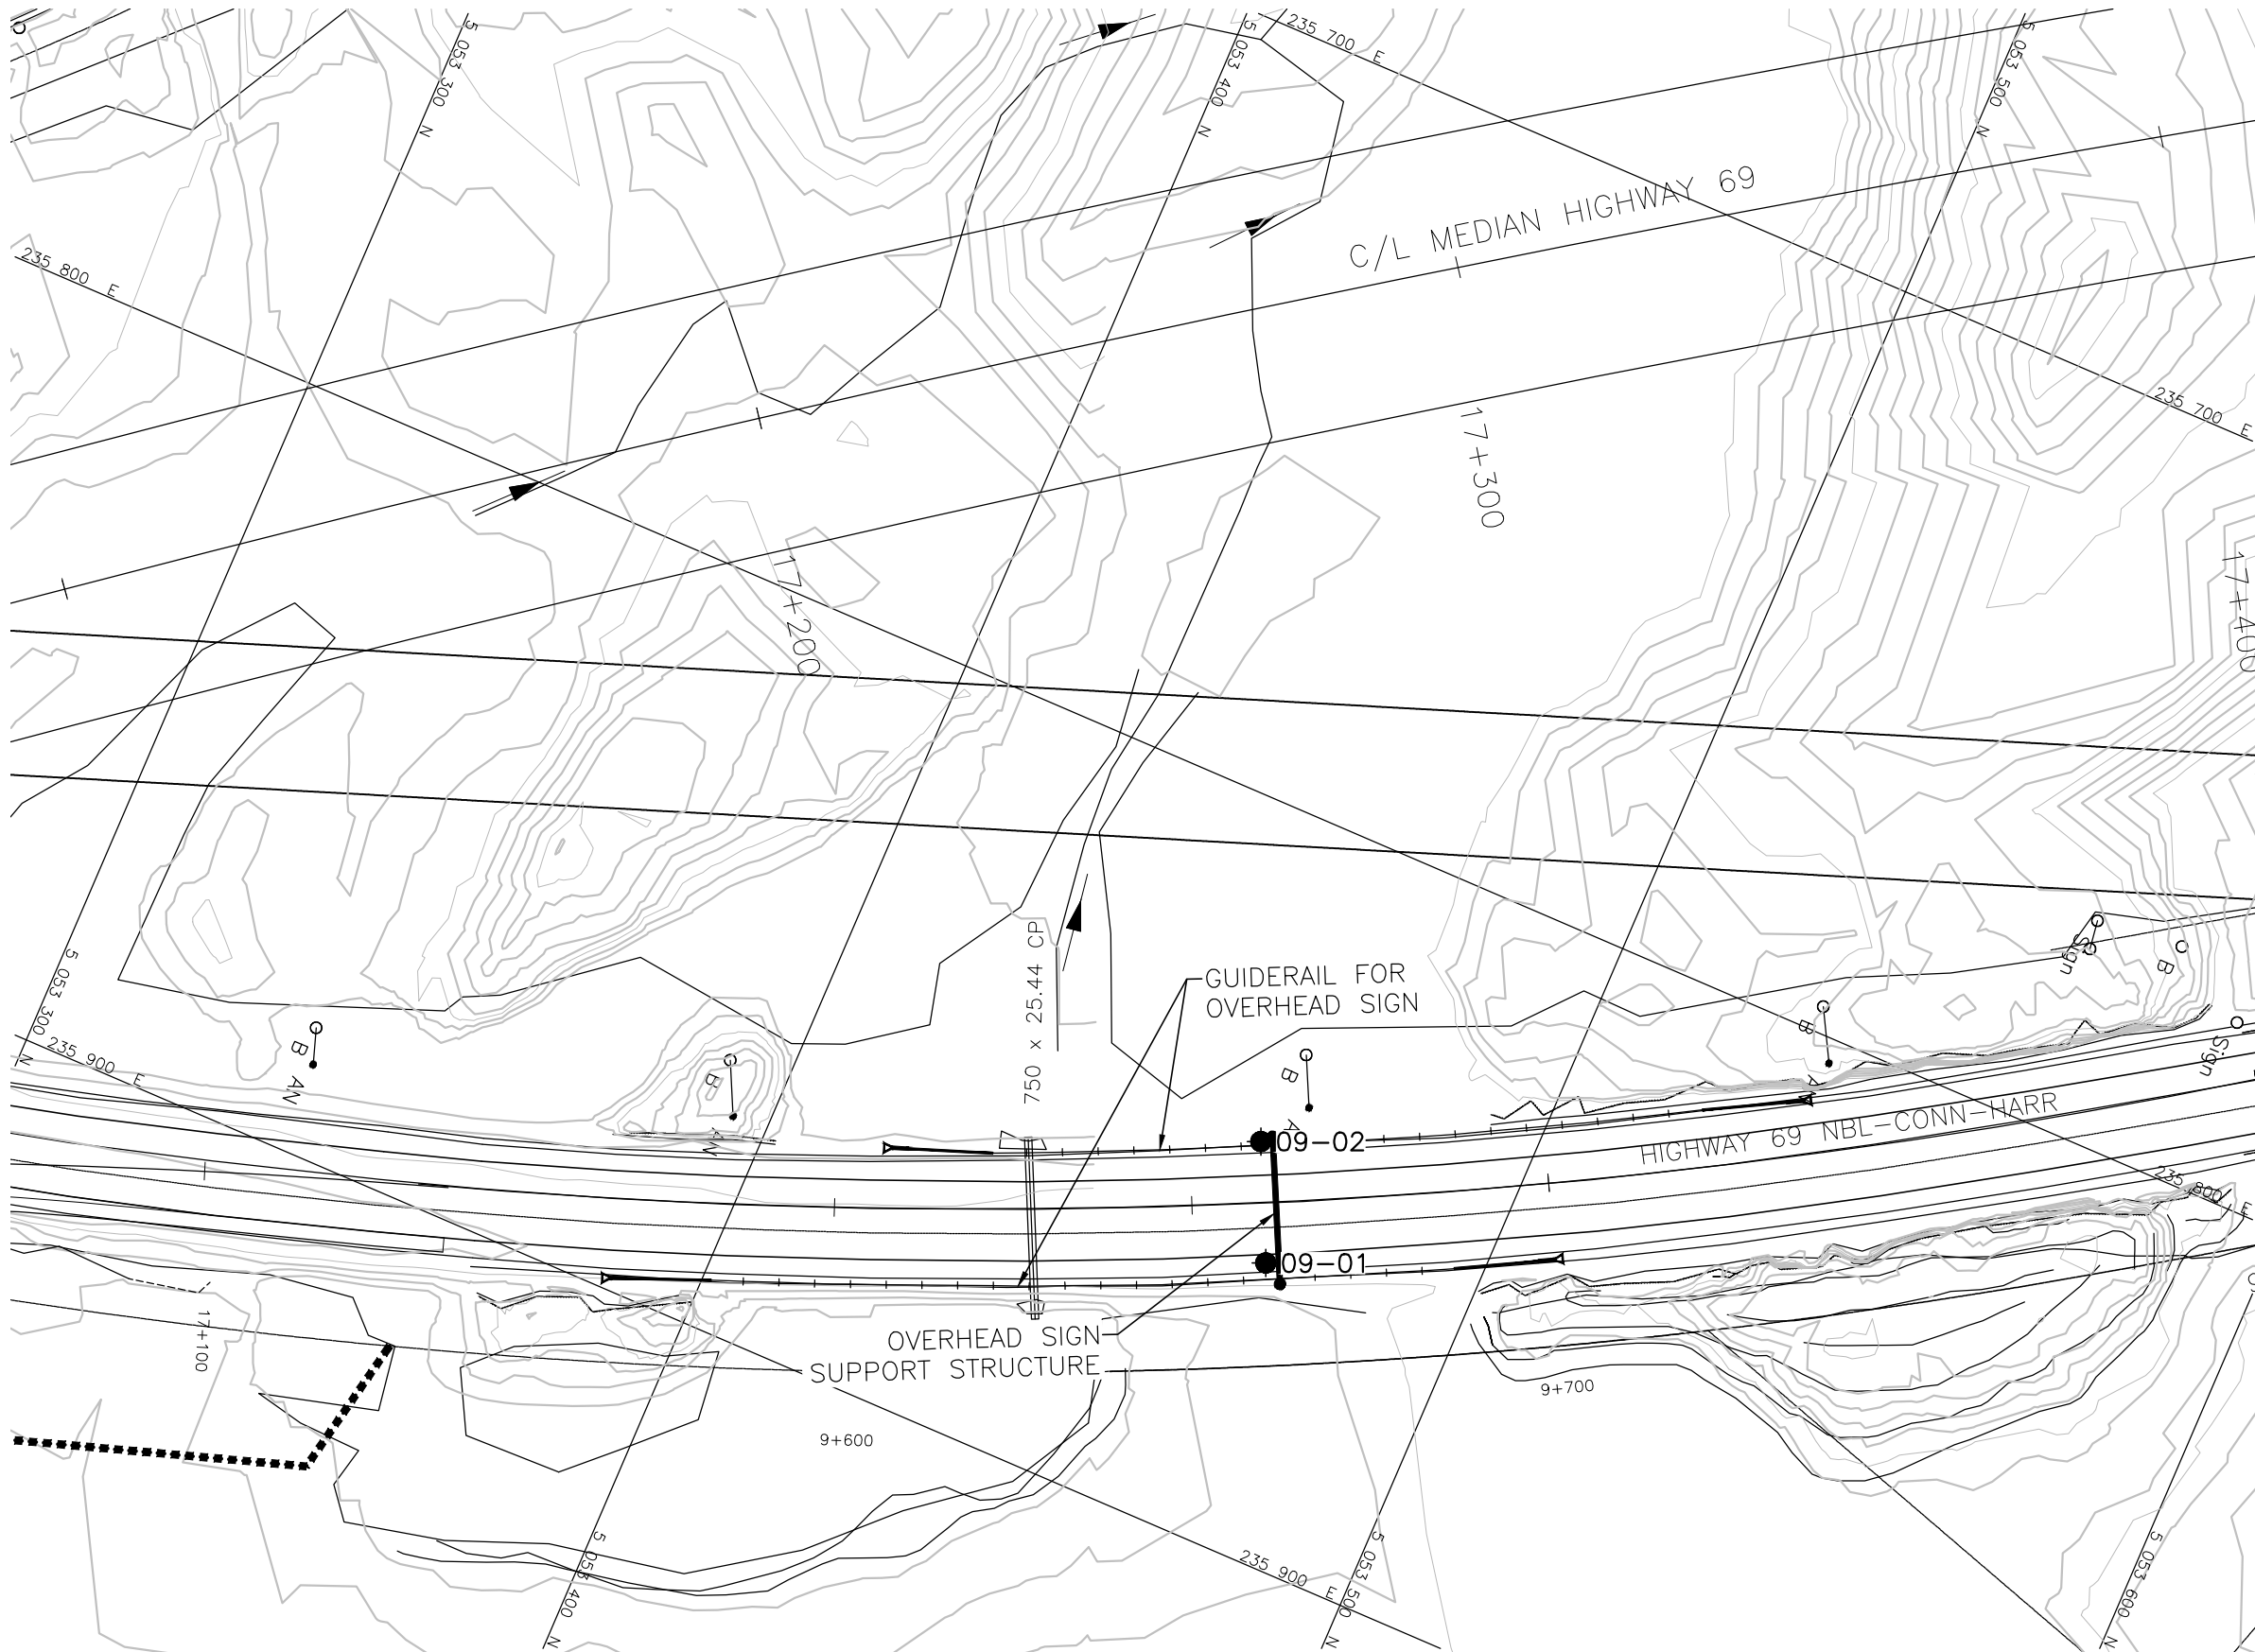 5 053 300 N
5 053 400 N
235 700 E
5 053 500 N
C/L MEDIAN HIGHWAY 69
235 800 E
235 700 E
17+300
17+200
17+400
5 053 300 N
750 x 25.44 CP
GUIDERAIL FOR
OVERHEAD SIGN
Sign
B
B
B
B
B
AN
AN
A
A
Sign
235 900 E
09-02
HIGHWAY 69 NBL-CONN-HARR
235 800 E
09-01
17+100
OVERHEAD SIGN
SUPPORT STRUCTURE
9+700
9+600
5 053 400 N
235 900 E
5 053 500 N
5 053 600 N